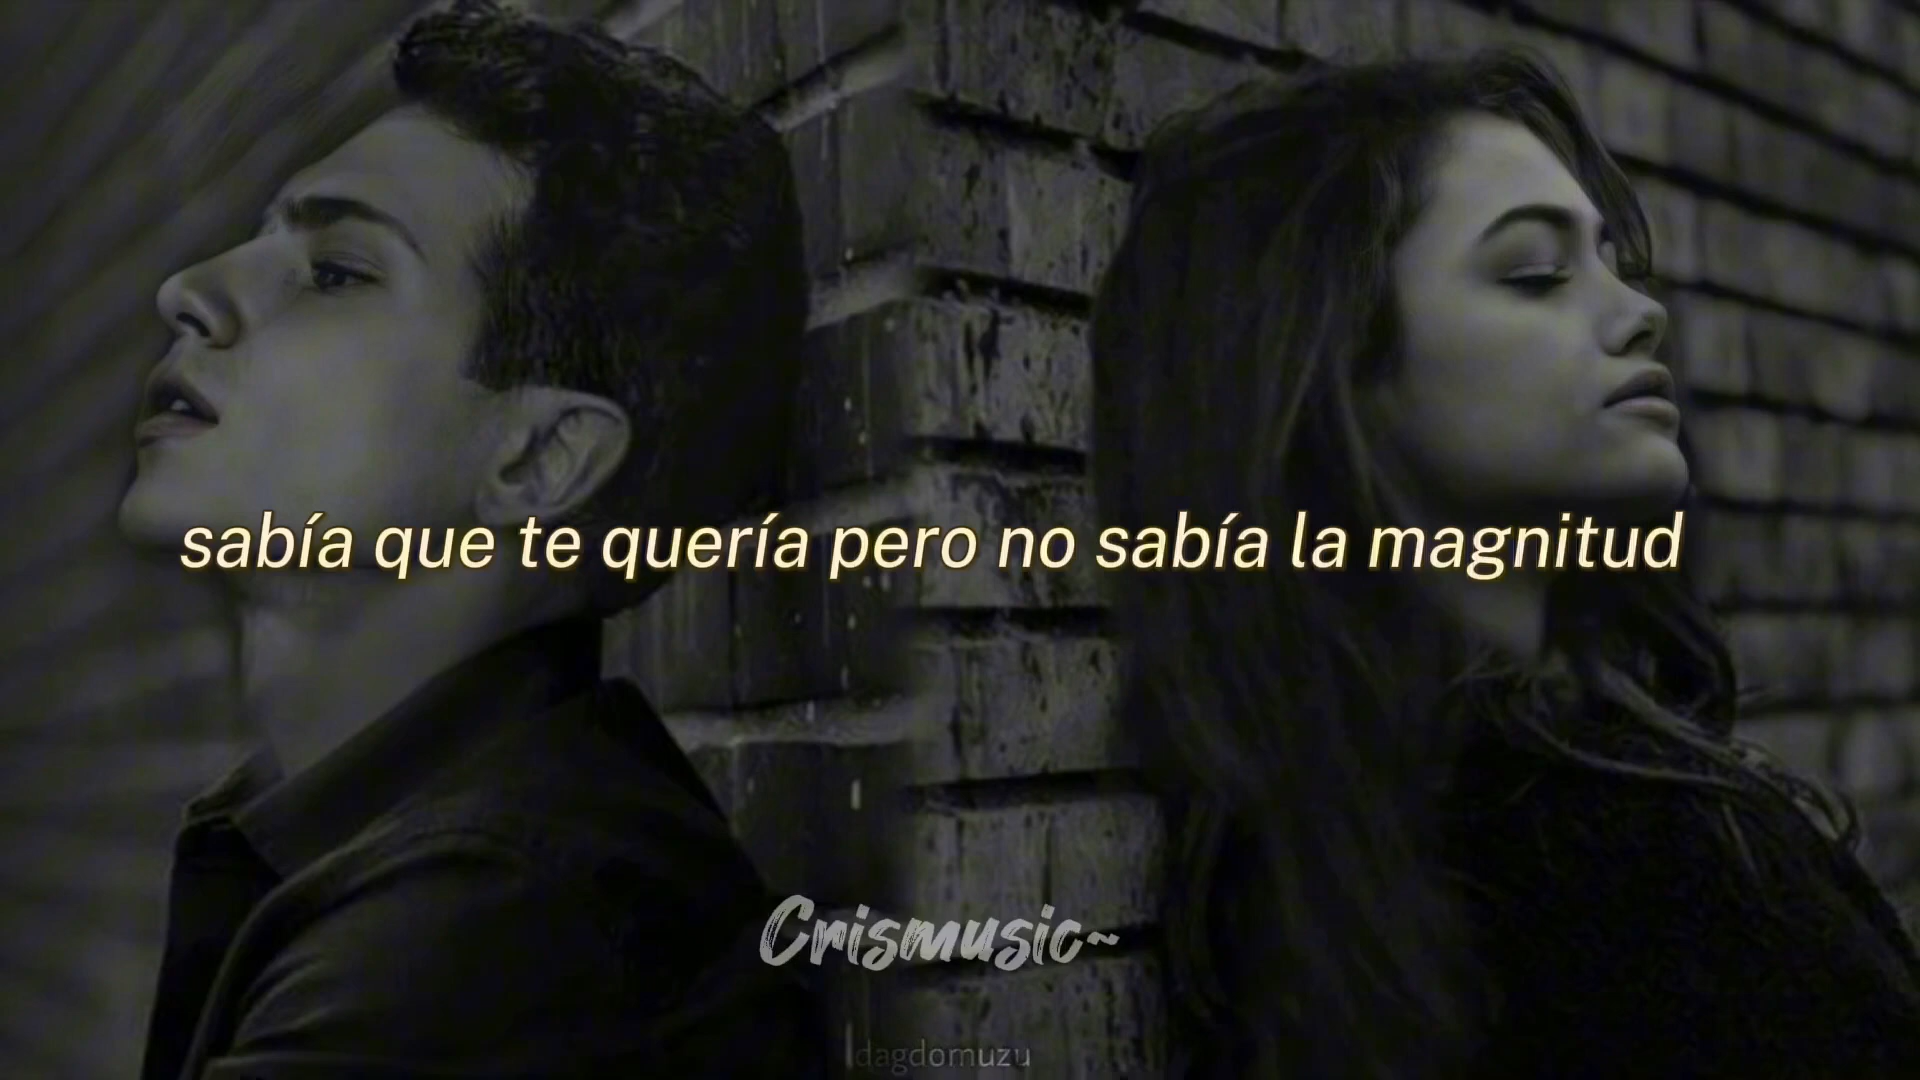 sabía que te quería pero no sabía la magnitud
Crismusic~
dagdomuzu